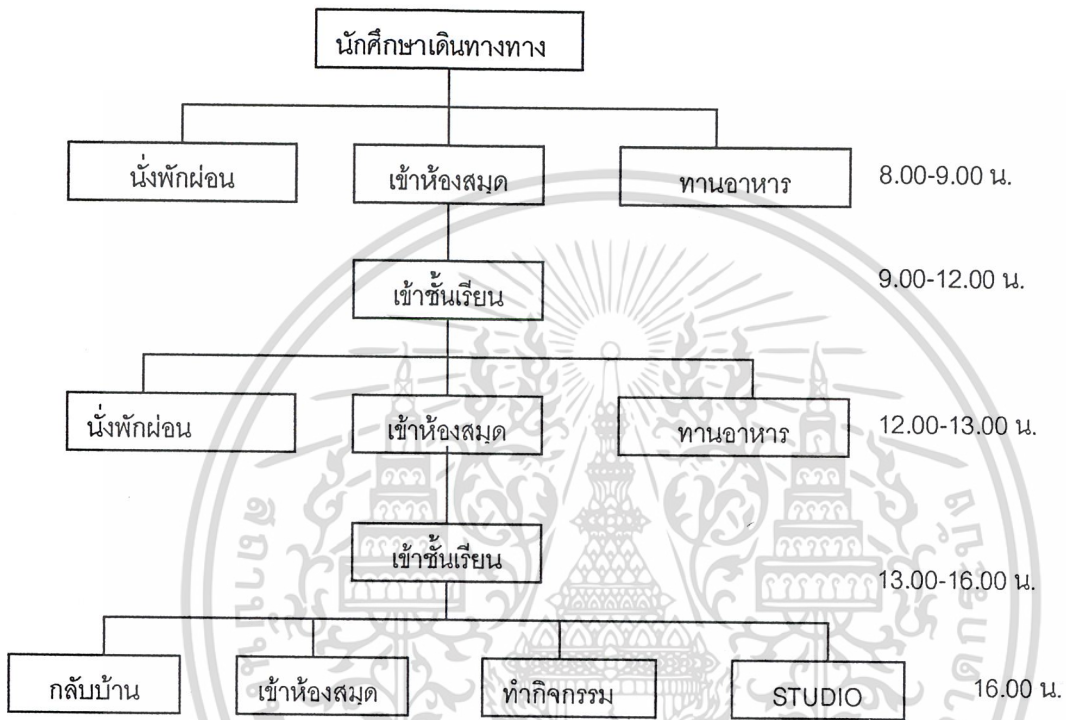 นักศึกษาเดินทางทาง
นั่งพักผ่อน เข้าห้องสมุด ทานอาหาร 8.00-9.00 น.
เข้าชั้นเรียน 9.00-12.00 น.
นั่งพักผ่อน เข้าห้องสมุด ทานอาหาร 12.00-13.00 น.
เข้าชั้นเรียน 13.00-16.00 น.
กลับบ้าน เข้าห้องสมุด ทำกิจกรรม STUDIO 16.00 น.